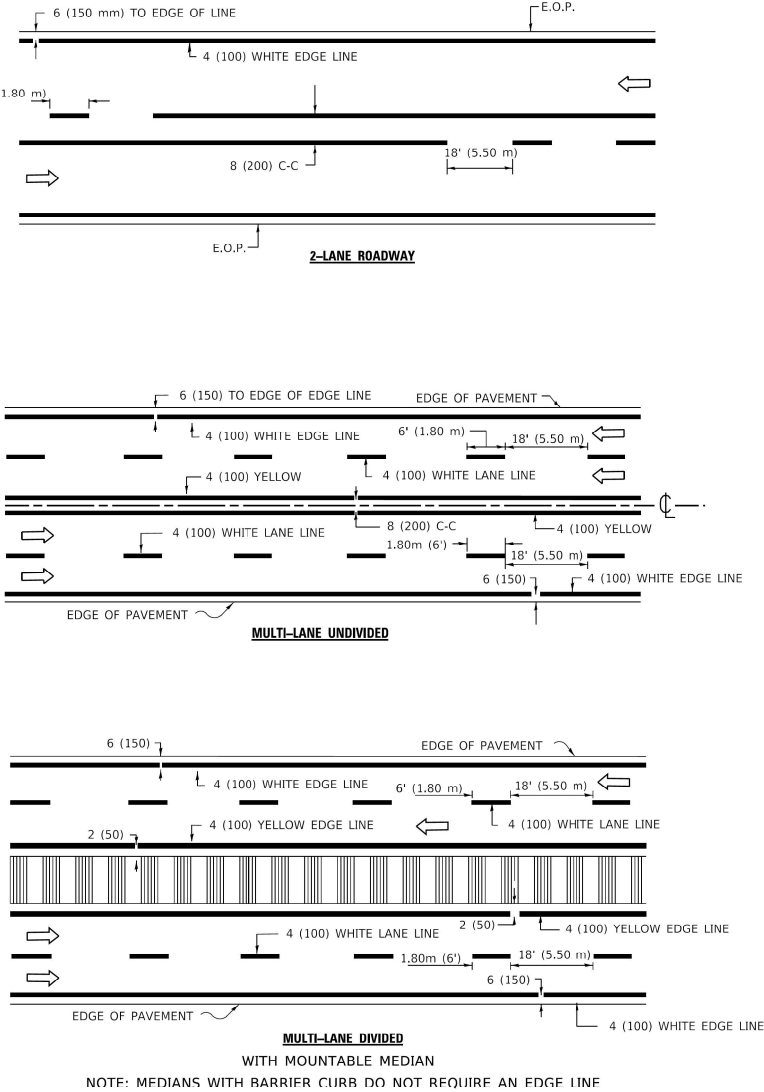 6 (150 mm) TO EDGE OF LINE
E.O.P.
4 (100) WHITE EDGE LINE
1.80 m)
8 (200) C-C
18' (5.50 m)
E.O.P.
2–LANE ROADWAY
6 (150) TO EDGE OF EDGE LINE
EDGE OF PAVEMENT
4 (100) WHITE EDGE LINE
6' (1.80 m)
18' (5.50 m)
4 (100) YELLOW
4 (100) WHITE LANE LINE
4 (100) WHITE LANE LINE
8 (200) C-C
4 (100) YELLOW
1.80m (6')
18' (5.50 m)
6 (150)
4 (100) WHITE EDGE LINE
EDGE OF PAVEMENT
MULTI–LANE UNDIVIDED
6 (150)
EDGE OF PAVEMENT
4 (100) WHITE EDGE LINE
6' (1.80 m)
18' (5.50 m)
2 (50)
4 (100) YELLOW EDGE LINE
4 (100) WHITE LANE LINE
2 (50)
4 (100) YELLOW EDGE LINE
4 (100) WHITE LANE LINE
1.80m (6')
18' (5.50 m)
6 (150)
EDGE OF PAVEMENT
4 (100) WHITE EDGE LINE
MULTI–LANE DIVIDED
WITH MOUNTABLE MEDIAN
NOTE: MEDIANS WITH BARRIER CURB DO NOT REQUIRE AN EDGE LINE